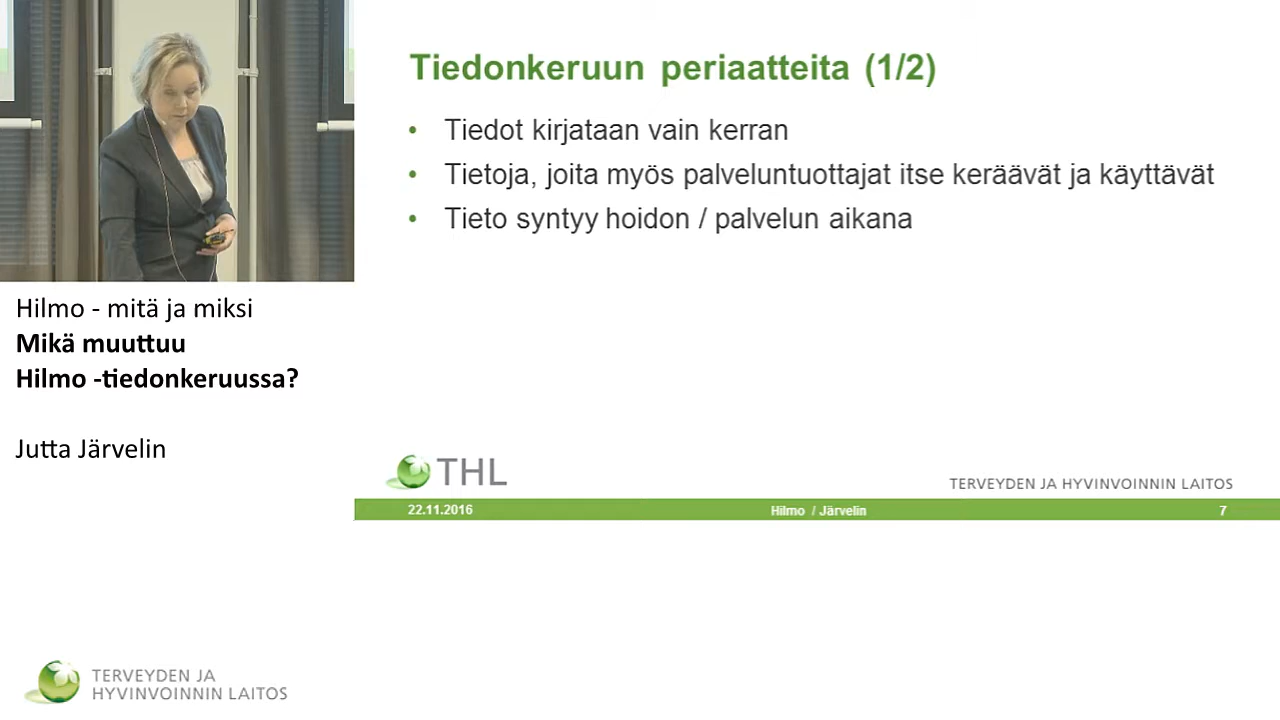 Tiedonkeruun periaatteita (1/2)
• Tiedot kirjataan vain kerran
• Tietoja, joita myös palveluntuottajat itse keräävät ja käyttävät
• Tieto syntyy hoidon / palvelun aikana
Hilmo - mitä ja miksi
Mikä muuttuu
Hilmo -tiedonkeruussa?
Jutta Järvelin
THL
TERVEYDEN JA HYVINVOINNIN LAITOS
22.11.2016
Hilmo / Järvelin
7
TERVEYDEN JA
HYVINVOINNIN LAITOS